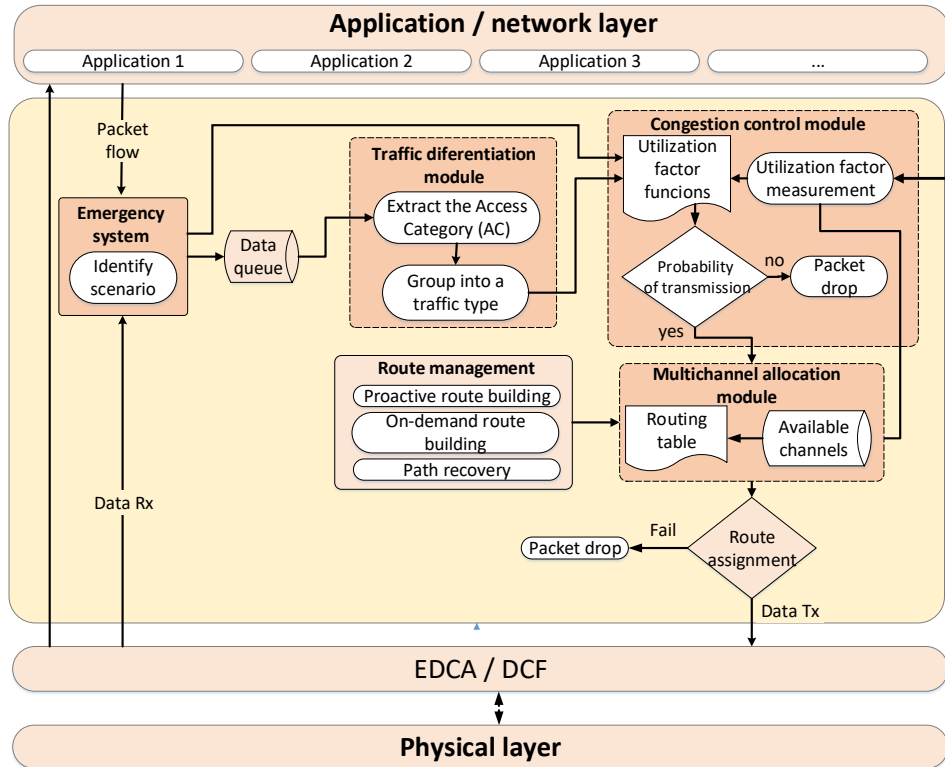 Application / network layer
Application 1
Application 2
Application 3
...
Packet
flow
Emergency
system
Identify
scenario
Data
queue
Traffic diferentiation
module
Extract the Access
Category (AC)
Group into a
traffic type
Congestion control module
Utilization
factor
funcions
Utilization factor
measurement
Probability
of transmission
no
Packet
drop
yes
Route management
Proactive route building
On-demand route
building
Path recovery
Multichannel allocation
module
Routing
table
Available
channels
Data Rx
Fail
Packet drop
Route
assignment
Data Tx
EDCA / DCF
Physical layer